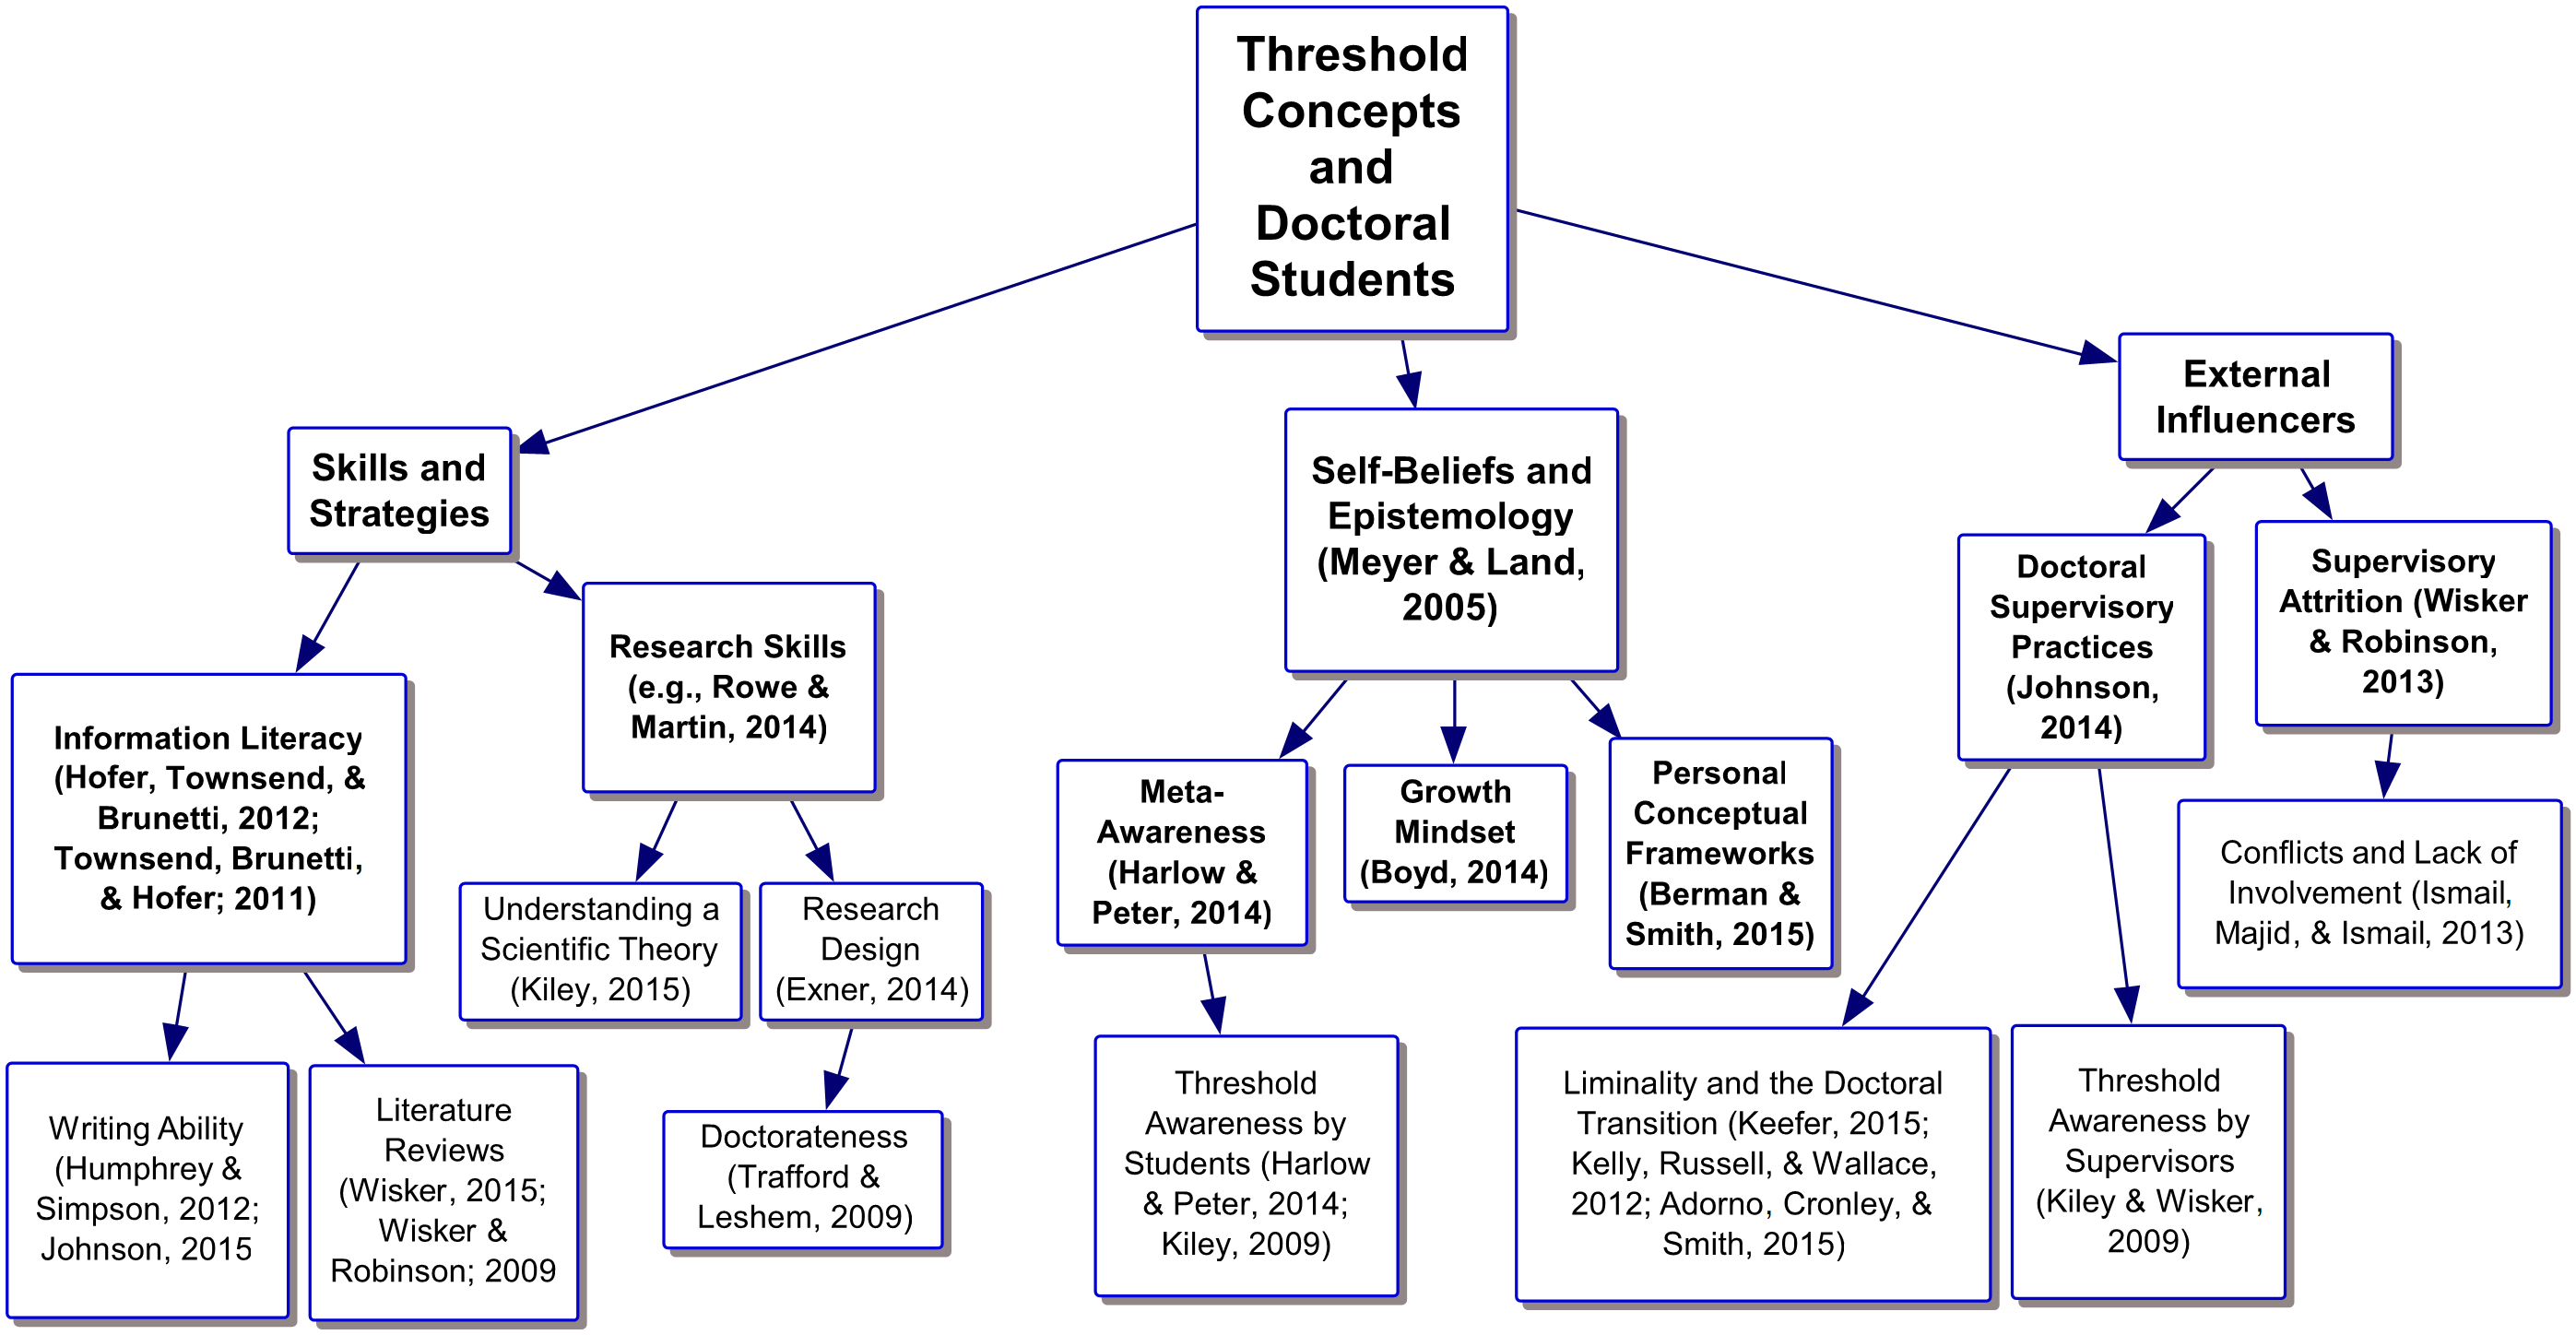 Threshold
Concepts
and
Doctoral
Students
Skills and
Strategies
Self-Beliefs and
Epistemology
(Meyer & Land,
2005)
External
Influencers
Information Literacy
(Hofer, Townsend, &
Brunetti, 2012;
Townsend, Brunetti,
& Hofer; 2011)
Research Skills
(e.g., Rowe &
Martin, 2014)
Meta-
Awareness
(Harlow &
Peter, 2014)
Growth
Mindset
(Boyd, 2014)
Personal
Conceptual
Frameworks
(Berman &
Smith, 2015)
Doctoral
Supervisory
Practices
(Johnson,
2014)
Supervisory
Attrition (Wisker
& Robinson,
2013)
Writing Ability
(Humphrey &
Simpson, 2012;
Johnson, 2015
Literature
Reviews
(Wisker, 2015;
Wisker &
Robinson; 2009
Understanding a
Scientific Theory
(Kiley, 2015)
Research
Design
(Exner, 2014)
Doctorateness
(Trafford &
Leshem, 2009)
Threshold
Awareness by
Students (Harlow
& Peter, 2014;
Kiley, 2009)
Liminality and the Doctoral
Transition (Keefer, 2015;
Kelly, Russell, & Wallace,
2012; Adorno, Cronley, &
Smith, 2015)
Threshold
Awareness by
Supervisors
(Kiley & Wisker,
2009)
Conflicts and Lack of
Involvement (Ismail,
Majid, & Ismail, 2013)